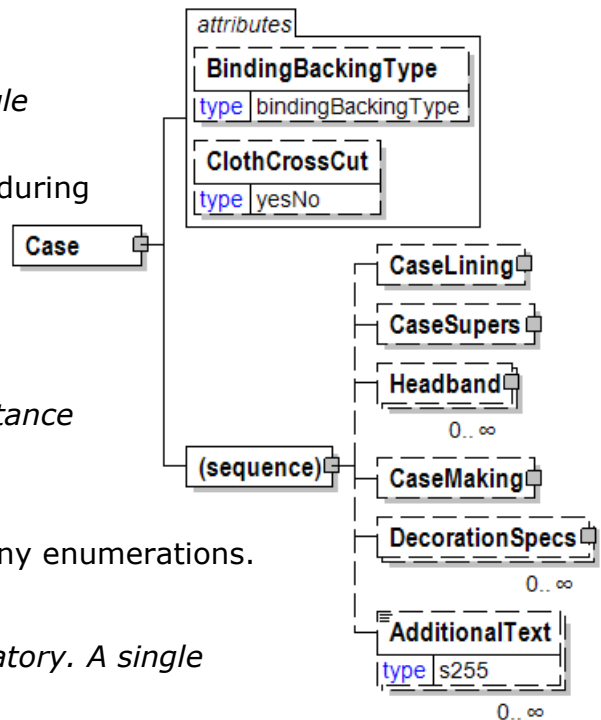 attributes
BindingBackingType
type bindingBackingType
ClothCrossCut
type yesNo
during
Case
CaseLining
CaseSupers
Headband
0.. ∞
tance
(sequence)
CaseMaking
DecorationSpecs
0.. ∞
ny enumerations.
AdditionalText
type s255
0.. ∞
atory. A single